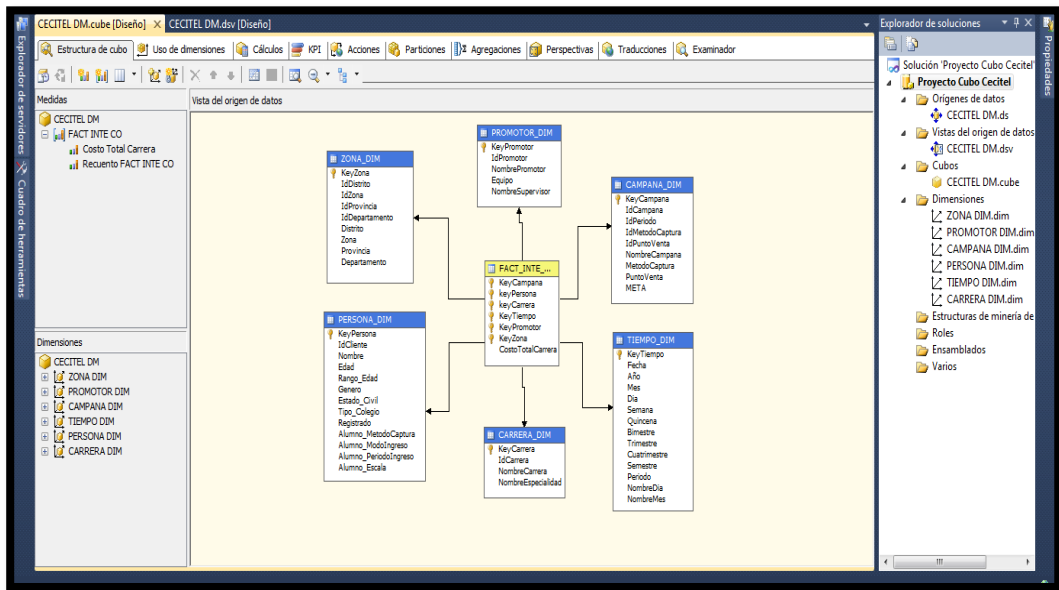 CECITEL DM.cube [Diseño] × CECITEL DM.dsv [Diseño]
Estructura de cubo
Uso de dimensiones
Cálculos
KPI
Acciones
Particiones
Agregaciones
Perspectivas
Traducciones
Examinador
Explorador de servidores
Cuadro de herramientas
Medidas
CECITEL DM
FACT INTE CO
Costo Total Carrera
Recuento FACT INTE CO
Dimensiones
CECITEL DM
ZONA DIM
PROMOTOR DIM
CAMPANA DIM
TIEMPO DIM
PERSONA DIM
CARRERA DIM
Vista del origen de datos
PROMOTOR_DIM
KeyPromotor
IdPromotor
NombrePromotor
Equipo
NombreSupervisor
ZONA_DIM
KeyZona
IdDistrito
IdZona
IdProvincia
IdDepartamento
Distrito
Zona
Provincia
Departamento
CAMPANA_DIM
KeyCampana
IdCampana
IdPeriodo
IdMetodoCaptura
IdPuntoVenta
NombreCampana
MetodoCaptura
PuntoVenta
META
FACT_INTE_...
KeyCampana
keyPersona
keyCarrera
KeyTiempo
KeyPromotor
KeyZona
CostoTotalCarrera
PERSONA_DIM
KeyPersona
IdCliente
Nombre
Edad
Rango_Edad
Genero
Estado_Civil
Tipo_Colegio
Registrado
Alumno_MetodoCaptura
Alumno_ModoIngreso
Alumno_PeriodoIngreso
Alumno_Escala
TIEMPO_DIM
KeyTiempo
Fecha
Año
Mes
Dia
Semana
Quincena
Bimestre
Trimestre
Cuatrimestre
Semestre
Periodo
NombreDia
NombreMes
CARRERA_DIM
KeyCarrera
IdCarrera
NombreCarrera
NombreEspecialidad
Explorador de soluciones
Solución 'Proyecto Cubo Cecitel'
Proyecto Cubo Cecitel
Orígenes de datos
CECITEL DM.ds
Vistas del origen de datos
CECITEL DM.dsv
Cubos
CECITEL DM.cube
Dimensiones
ZONA DIM.dim
PROMOTOR DIM.dim
CAMPANA DIM.dim
PERSONA DIM.dim
TIEMPO DIM.dim
CARRERA DIM.dim
Estructuras de minería de
Roles
Ensamblados
Varios
Propiedades